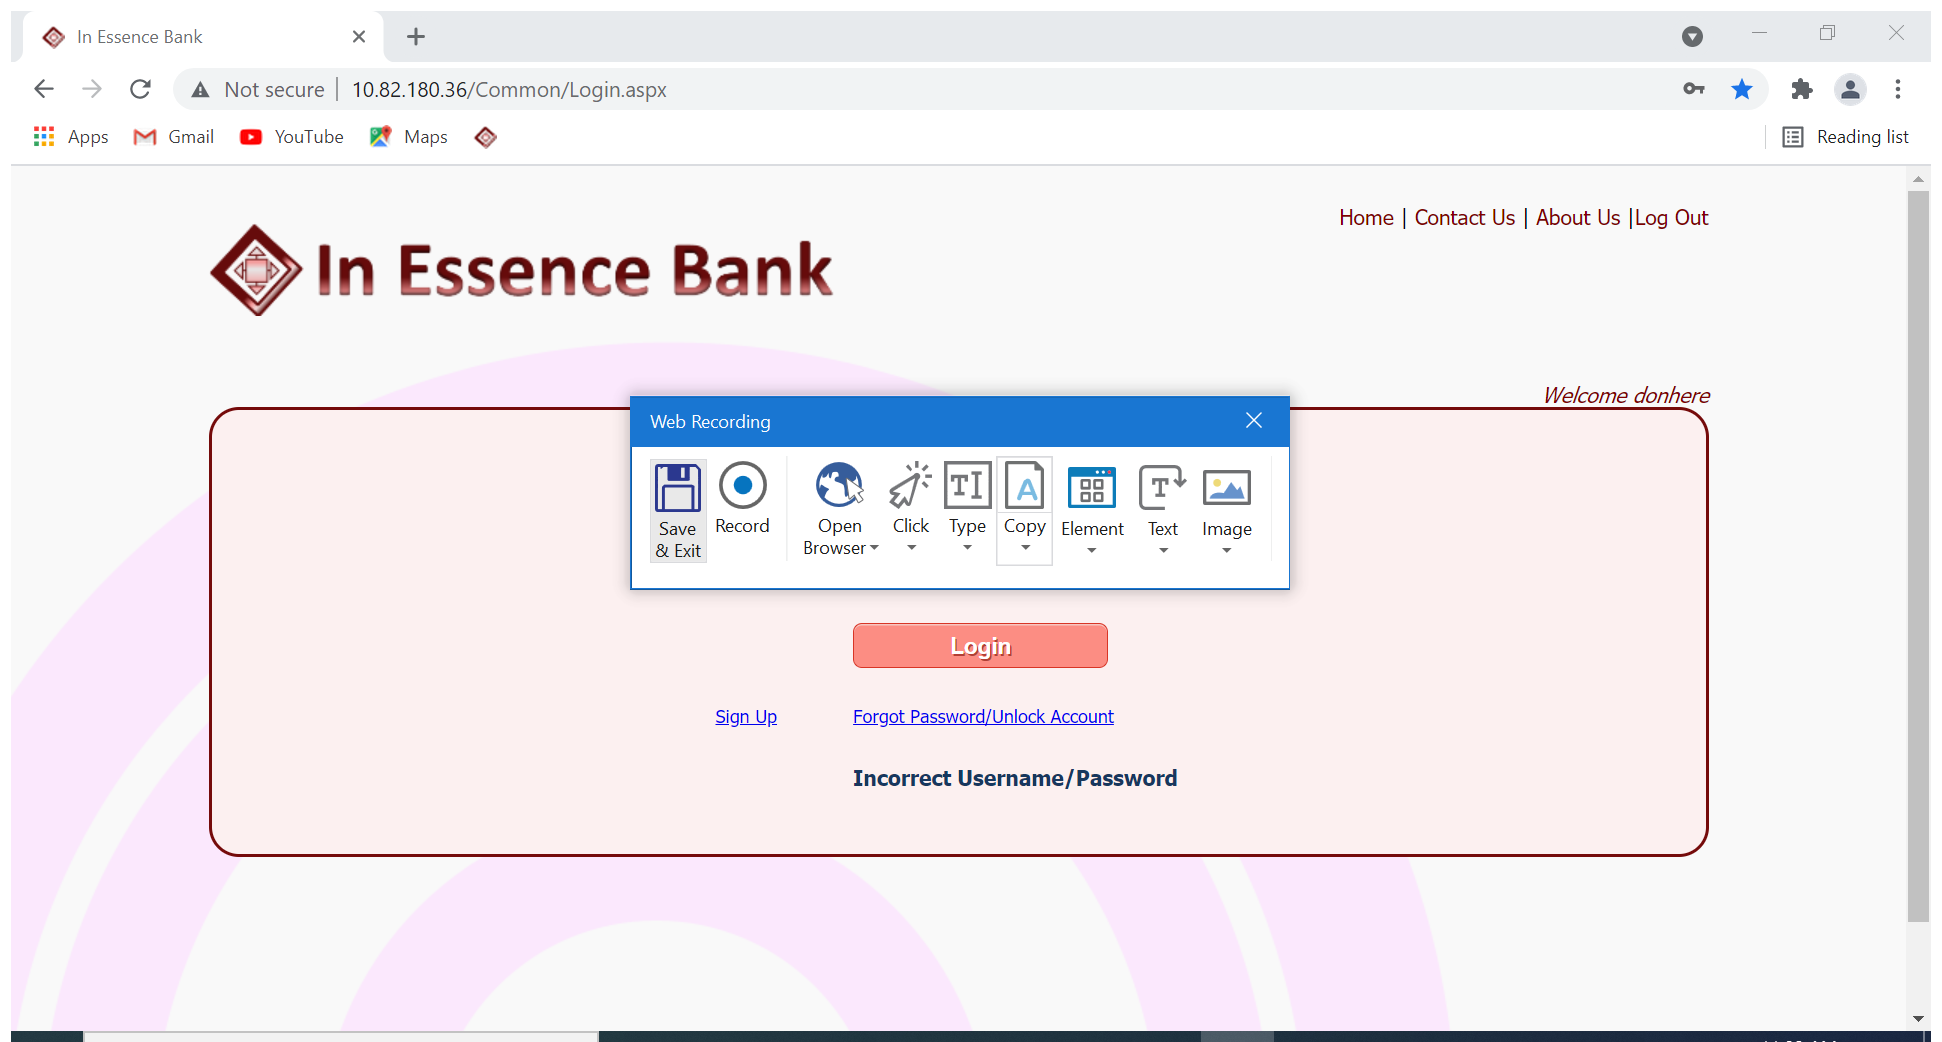 In Essence Bank
Not secure | 10.82.180.36/Common/Login.aspx
Apps Gmail YouTube Maps Reading list
Home | Contact Us | About Us |Log Out
In Essence Bank
Welcome donhere
Web Recording
Save & Exit
Record
Open Browser
Click
Type
Copy
Element
Text
Image
Login
Sign Up Forgot Password/Unlock Account
Incorrect Username/Password